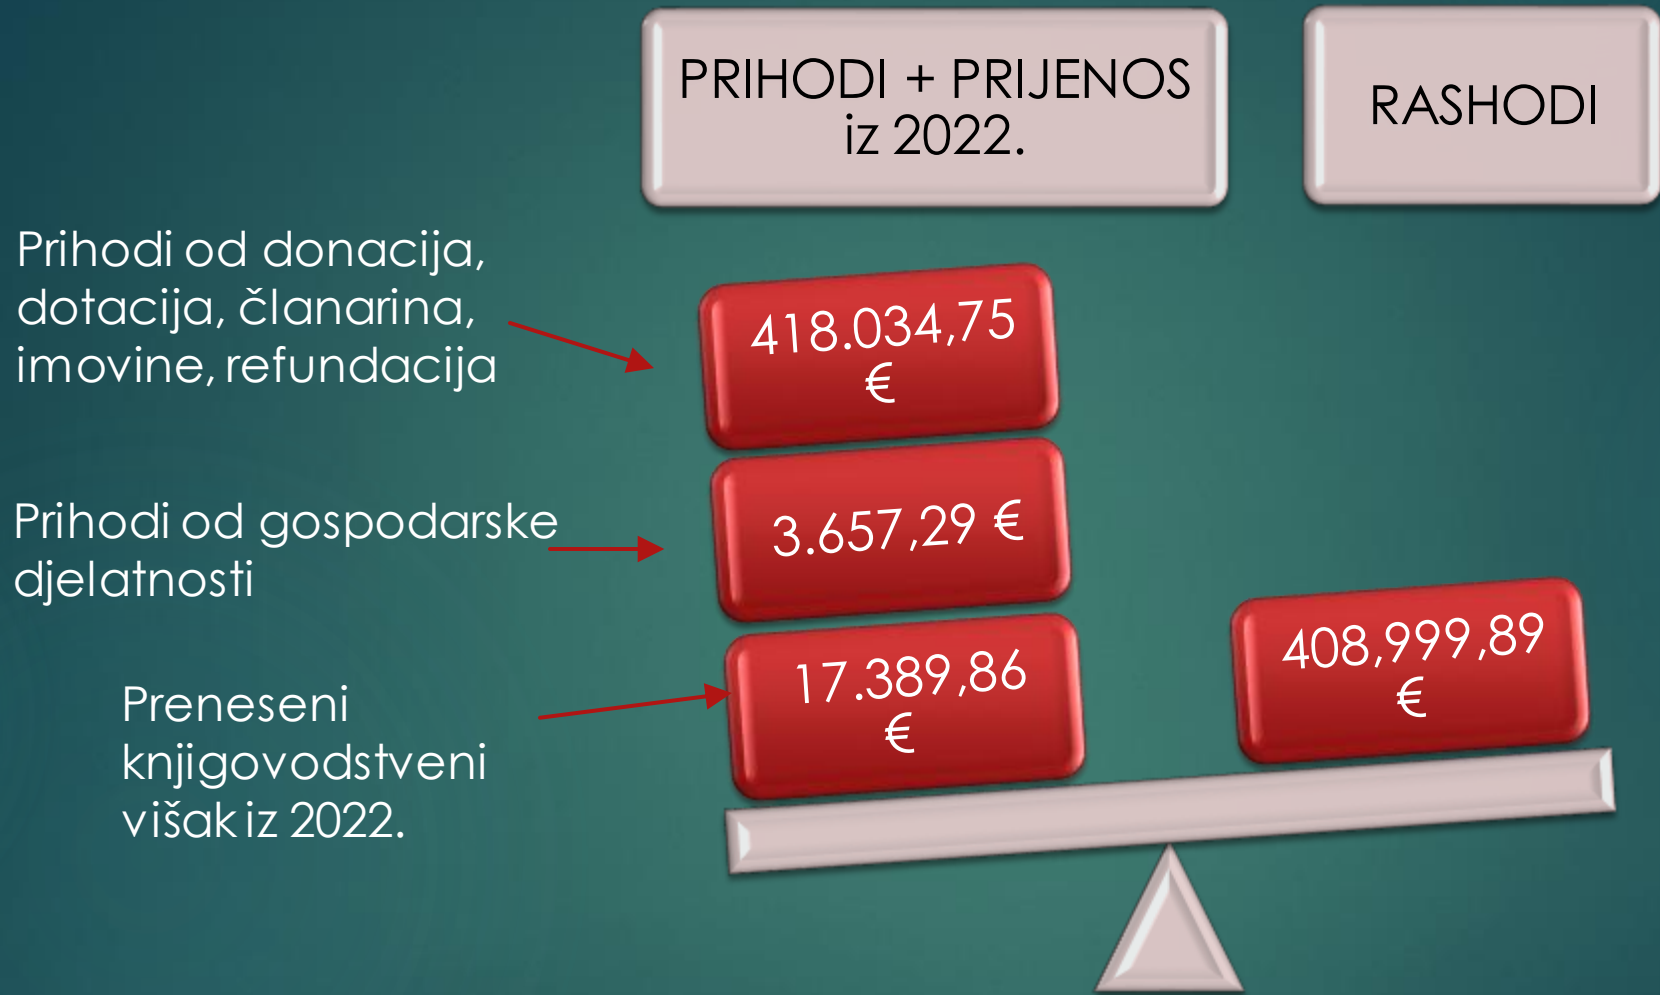 PRIHODI + PRIJENOS
iz 2022.
RASHODI
Prihodi od donacija,
dotacija, članarina,
imovine, refundacija
418.034,75
€
Prihodi od gospodarske
djelatnosti
3.657,29 €
Preneseni
knjigovodstveni
višak iz 2022.
17.389,86
€
408,999,89
€